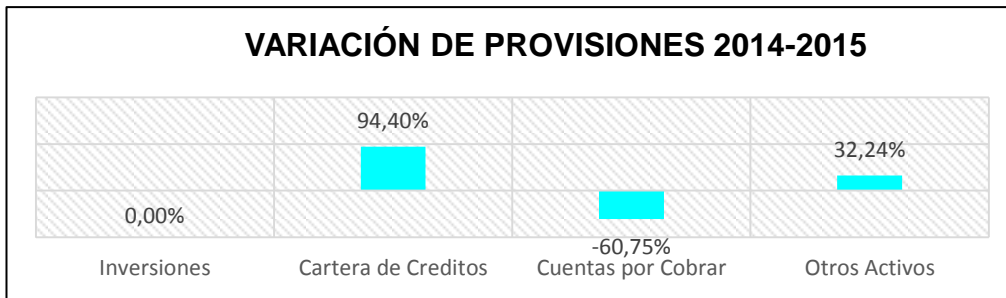 VARIACIÓN DE PROVISIONES 2014-2015
94,40%
32,24%
0,00%
-60,75%
Inversiones
Cartera de Creditos
Cuentas por Cobrar
Otros Activos